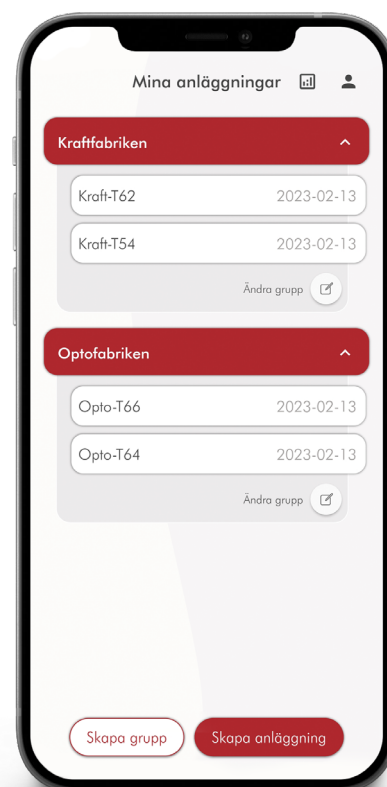 Mina anläggningar
Kraftfabriken
Kraft-T62 2023-02-13
Kraft-T54 2023-02-13
Ändra grupp
Optofabriken
Opto-T66 2023-02-13
Opto-T64 2023-02-13
Ändra grupp
Skapa grupp Skapa anläggning